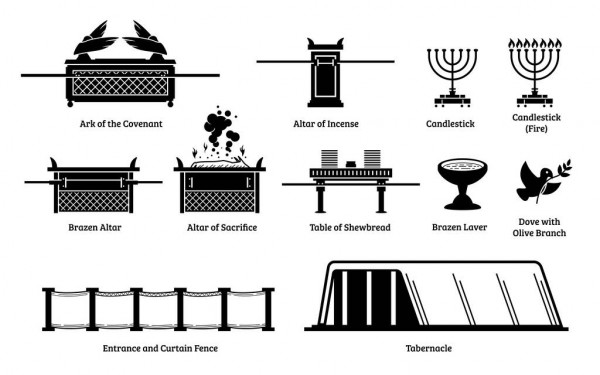 Ark of the Covenant
Altar of Incense
Candlestick
Candlestick
(Fire)
Brazen Altar
Altar of Sacrifice
Table of Shewbread
Brazen Laver
Dove with
Olive Branch
Entrance and Curtain Fence
Tabernacle